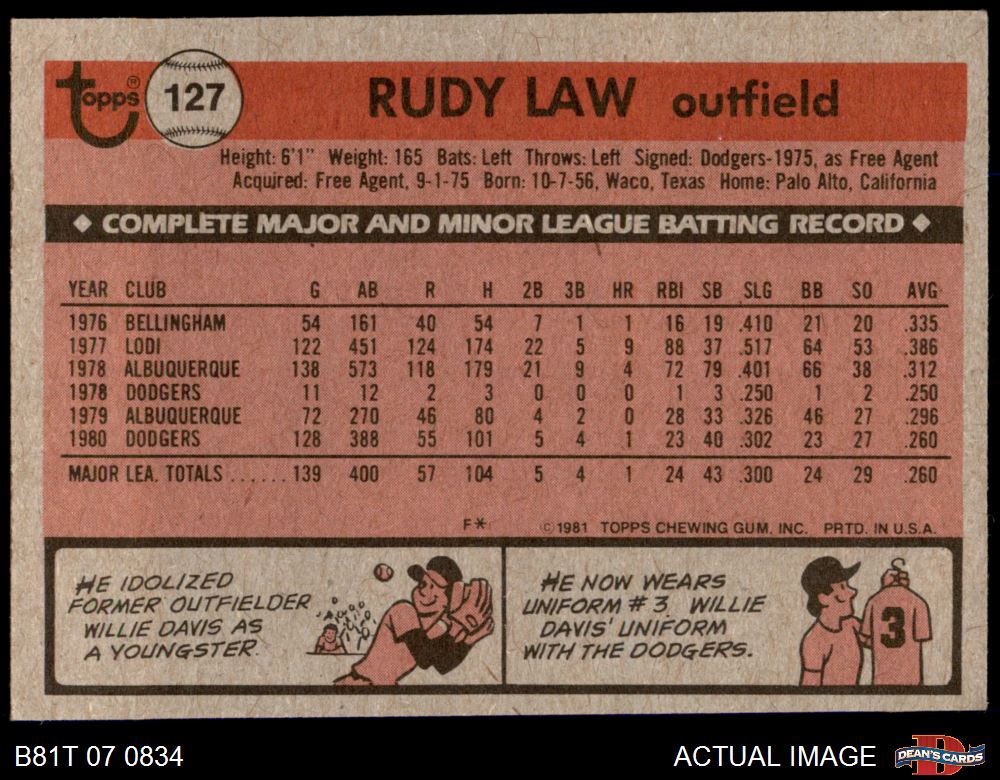 topps® 127 RUDY LAW outfield
Height: 6'1" Weight: 165 Bats: Left Throws: Left Signed: Dodgers-1975, as Free Agent
Acquired: Free Agent, 9-1-75 Born: 10-7-56, Waco, Texas Home: Palo Alto, California
◆ COMPLETE MAJOR AND MINOR LEAGUE BATTING RECORD ◆
YEAR CLUB G AB R H 2B 3B HR RBI SB SLG BB SO AVG
1976 BELLINGHAM 54 161 40 54 7 1 1 16 19 .410 21 20 .335
1977 LODI 122 451 124 174 22 5 9 88 37 .517 64 53 .386
1978 ALBUQUERQUE 138 573 118 179 21 9 4 72 79 .401 66 38 .312
1978 DODGERS 11 12 2 3 0 0 0 1 3 .250 1 2 .250
1979 ALBUQUERQUE 72 270 46 80 4 2 0 28 33 .326 46 27 .296
1980 DODGERS 128 388 55 101 5 4 1 23 40 .302 23 27 .260
MAJOR LEA. TOTALS ...... 139 400 57 104 5 4 1 24 43 .300 24 29 .260
F* ©1981 TOPPS CHEWING GUM, INC. PRTD. IN U.S.A.
HE IDOLIZED
FORMER OUTFIELDER
WILLIE DAVIS AS
A YOUNGSTER.
HE NOW WEARS
UNIFORM #3, WILLIE
DAVIS' UNIFORM
WITH THE DODGERS.
3
B81T 07 0834 ACTUAL IMAGE DEAN'S CARDS